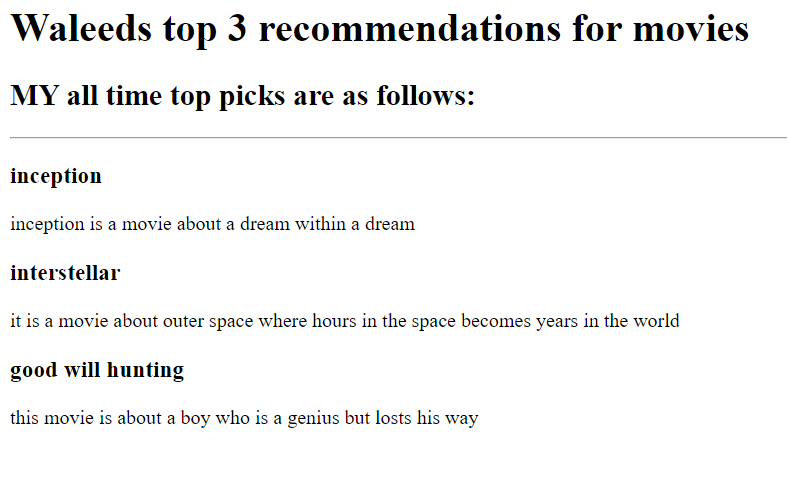 Waleeds top 3 recommendations for movies
MY all time top picks are as follows:
inception
inception is a movie about a dream within a dream
interstellar
it is a movie about outer space where hours in the space becomes years in the world
good will hunting
this movie is about a boy who is a genius but losts his way